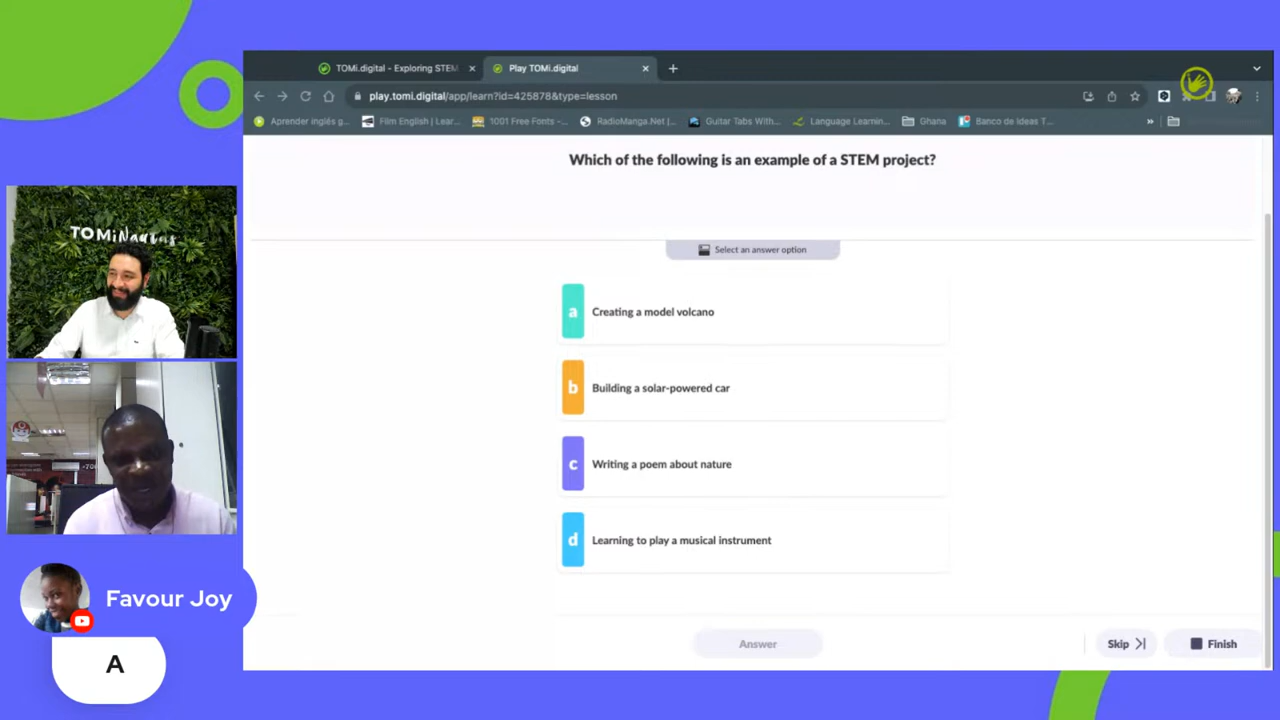 TOMi.digital - Exploring STEM
Play TOMi.digital
play.tomi.digital/app/learn?id=425878&type=lesson
Aprender inglés g...
Film English | Lear...
1001 Free Fonts -...
RadioManga.Net |...
Guitar Tabs With...
Language Learnin...
Ghana
Banco de Ideas T...
Which of the following is an example of a STEM project?
Select an answer option
a Creating a model volcano
b Building a solar-powered car
c Writing a poem about nature
d Learning to play a musical instrument
Answer
Skip
Finish
TOMiNautas
Favour Joy
A